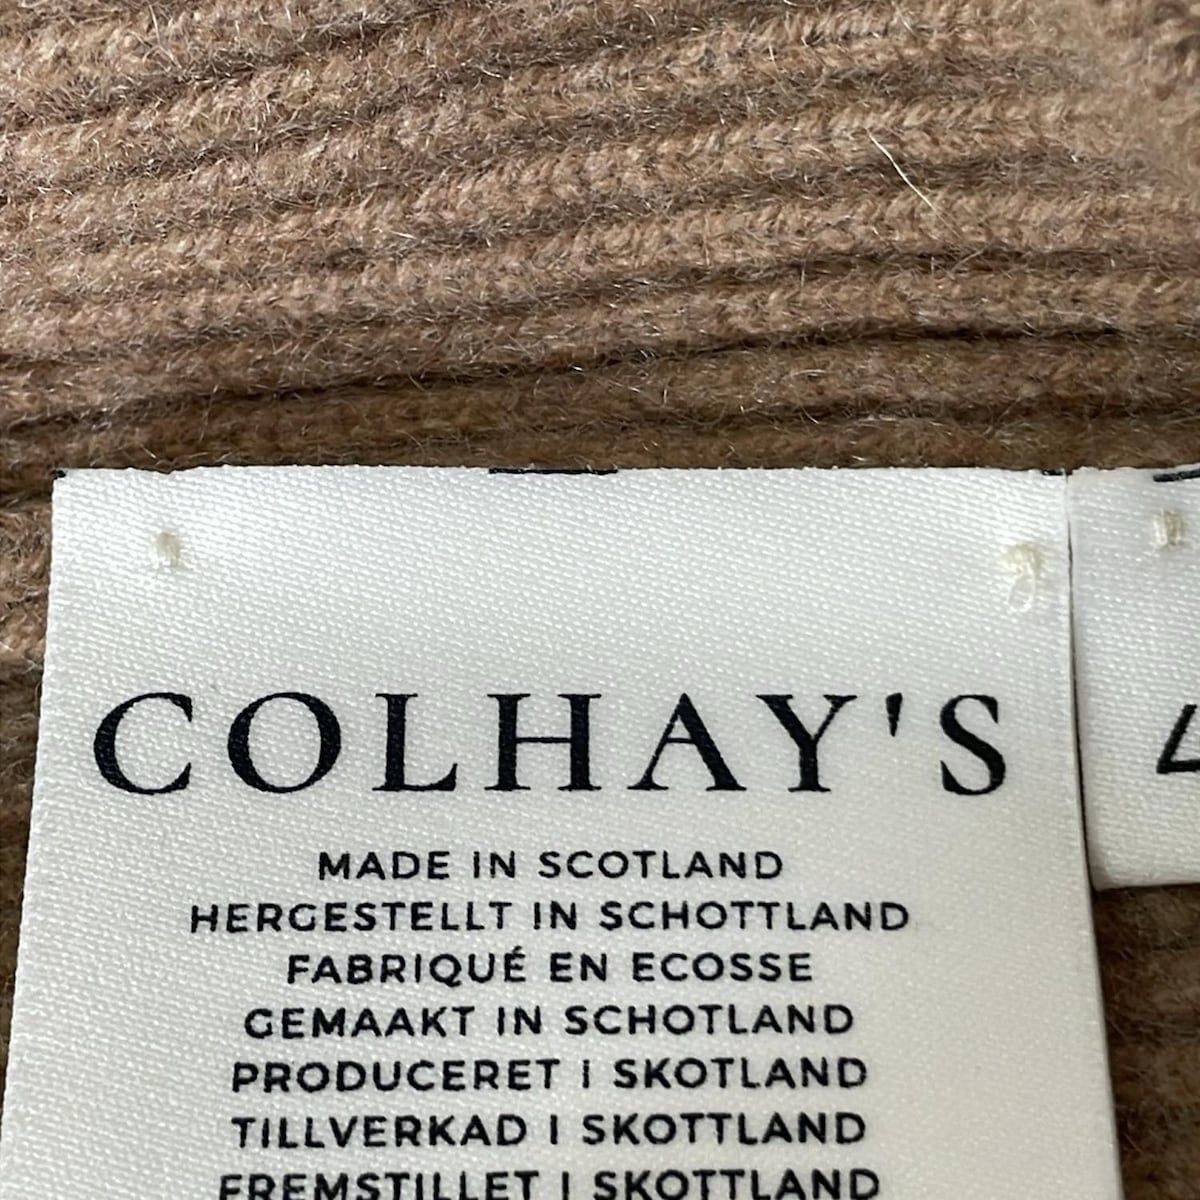 COLHAY'S
MADE IN SCOTLAND
HERGESTELLT IN SCHOTTLAND
FABRIQUÉ EN ECOSSE
GEMAAKT IN SCHOTLAND
PRODUCERET I SKOTLAND
TILLVERKAD I SKOTTLAND
FREMSTILLET I SKOTTLAND